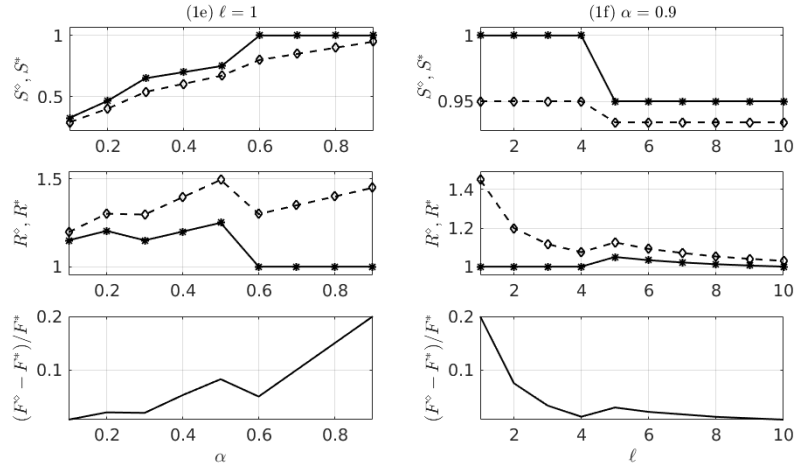 (1e) ℓ = 1
S^⋄, S^*
1
0.5
0.2 0.4 0.6 0.8
R^⋄, R^*
1.5
1
0.2 0.4 0.6 0.8
(F^⋄ − F^*)/F^*
0.2
0.1
0.2 0.4 0.6 0.8
α
(1f) α = 0.9
S^⋄, S^*
1
0.95
2 4 6 8 10
R^⋄, R^*
1.4
1.2
1
2 4 6 8 10
(F^⋄ − F^*)/F^*
0.2
0.1
2 4 6 8 10
ℓ